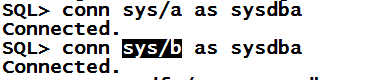 SQL> conn sys/a as sysdba
Connected.
SQL> conn sys/b as sysdba
Connected.